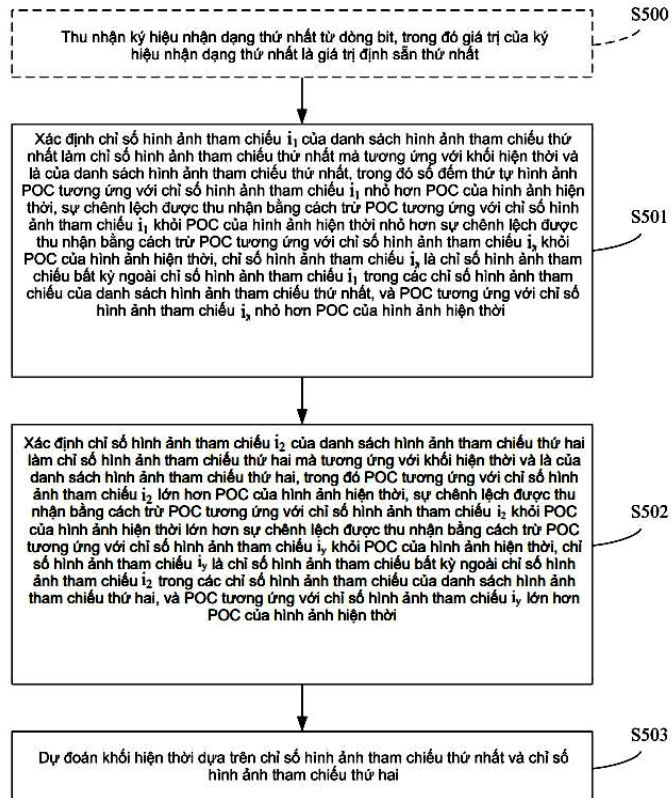 S500
Thu nhận ký hiệu nhận dạng thứ nhất từ dòng bit, trong đó giá trị của ký
hiệu nhận dạng thứ nhất là giá trị định sẵn thứ nhất
S501
Xác định chỉ số hình ảnh tham chiếu i₁ của danh sách hình ảnh tham chiếu thứ
nhất làm chỉ số hình ảnh tham chiếu thứ nhất mà tương ứng với khối hiện thời và
là của danh sách hình ảnh tham chiếu thứ nhất, trong đó số đếm thứ tự hình ảnh
POC tương ứng với chỉ số hình ảnh tham chiếu i₁ nhỏ hơn POC của hình ảnh hiện
thời, sự chênh lệch được thu nhận bằng cách trừ POC tương ứng với chỉ số hình
ảnh tham chiếu i₁ khỏi POC của hình ảnh hiện thời nhỏ hơn sự chênh lệch được
thu nhận bằng cách trừ POC tương ứng với chỉ số hình ảnh tham chiếu iₓ khỏi
POC của hình ảnh hiện thời, chỉ số hình ảnh tham chiếu iₓ là chỉ số hình ảnh tham
chiếu bất kỳ ngoài chỉ số hình ảnh tham chiếu i₁ trong các chỉ số hình ảnh tham
chiếu của danh sách hình ảnh tham chiếu thứ nhất, và POC tương ứng với chỉ số
hình ảnh tham chiếu iₓ nhỏ hơn POC của hình ảnh hiện thời
S502
Xác định chỉ số hình ảnh tham chiếu i₂ của danh sách hình ảnh tham chiếu thứ hai
làm chỉ số hình ảnh tham chiếu thứ hai mà tương ứng với khối hiện thời và là của
danh sách hình ảnh tham chiếu thứ hai, trong đó POC tương ứng với chỉ số hình
ảnh tham chiếu i₂ lớn hơn POC của hình ảnh hiện thời, sự chênh lệch được thu
nhận bằng cách trừ POC tương ứng với chỉ số hình ảnh tham chiếu i₂ khỏi POC
của hình ảnh hiện thời lớn hơn sự chênh lệch được thu nhận bằng cách trừ POC
tương ứng với chỉ số hình ảnh tham chiếu iᵧ khỏi POC của hình ảnh hiện thời, chỉ
số hình ảnh tham chiếu iᵧ là chỉ số hình ảnh tham chiếu bất kỳ ngoài chỉ số hình
ảnh tham chiếu i₂ trong các chỉ số hình ảnh tham chiếu của danh sách hình ảnh
tham chiếu thứ hai, và POC tương ứng với chỉ số hình ảnh tham chiếu iᵧ lớn hơn POC
của hình ảnh hiện thời
S503
Dự đoán khối hiện thời dựa trên chỉ số hình ảnh tham chiếu thứ nhất và chỉ số
hình ảnh tham chiếu thứ hai